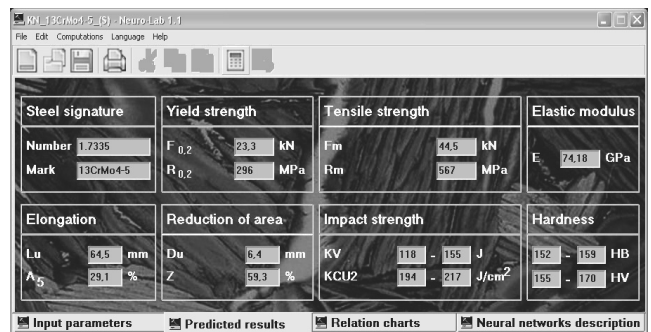 KN_13CrMo4-5_(S) - Neuro-Lab 1.1
File Edit Computations Language Help
Steel signature
Number 1.7335
Mark 13CrMo4-5
Yield strength
F 0,2 23,3 kN
R 0,2 296 MPa
Tensile strength
Fm 44,5 kN
Rm 567 MPa
Elastic modulus
E 74,18 GPa
Elongation
Lu 64,5 mm
A5 29,1 %
Reduction of area
Du 6,4 mm
Z 59,3 %
Impact strength
KV 118 - 155 J
KCU2 194 - 217 J/cm2
Hardness
152 - 159 HB
155 - 170 HV
Input parameters Predicted results Relation charts Neural networks description